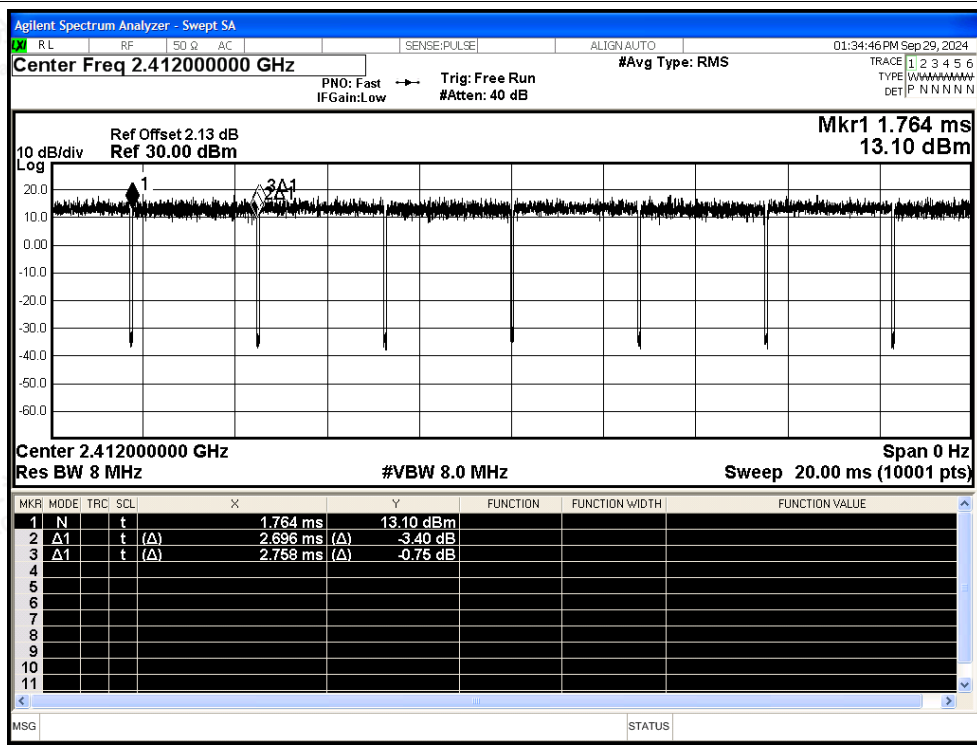 Agilent Spectrum Analyzer - Swept SA
LXI RL RF 50 Ω AC SENSE:PULSE ALIGN AUTO 01:34:46 PM Sep 29, 2024
Center Freq 2.412000000 GHz
PNO: Fast
IFGain:Low
Trig: Free Run
#Atten: 40 dB
#Avg Type: RMS
TRACE 1 2 3 4 5 6
TYPE
DET P N N N N N
Mkr1 1.764 ms
13.10 dBm
Ref Offset 2.13 dB
10 dB/div Ref 30.00 dBm
Log
1
3Δ1
2Δ1
20.0
10.0
0.00
-10.0
-20.0
-30.0
-40.0
-50.0
-60.0
Center 2.412000000 GHz Span 0 Hz
Res BW 8 MHz #VBW 8.0 MHz Sweep 20.00 ms (10001 pts)
MKR MODE TRC SCL X Y FUNCTION FUNCTION WIDTH FUNCTION VALUE
1 N t 1.764 ms 13.10 dBm
2 Δ1 t (Δ) 2.696 ms (Δ) -3.40 dB
3 Δ1 t (Δ) 2.758 ms (Δ) -0.75 dB
4
5
6
7
8
9
10
11
MSG STATUS